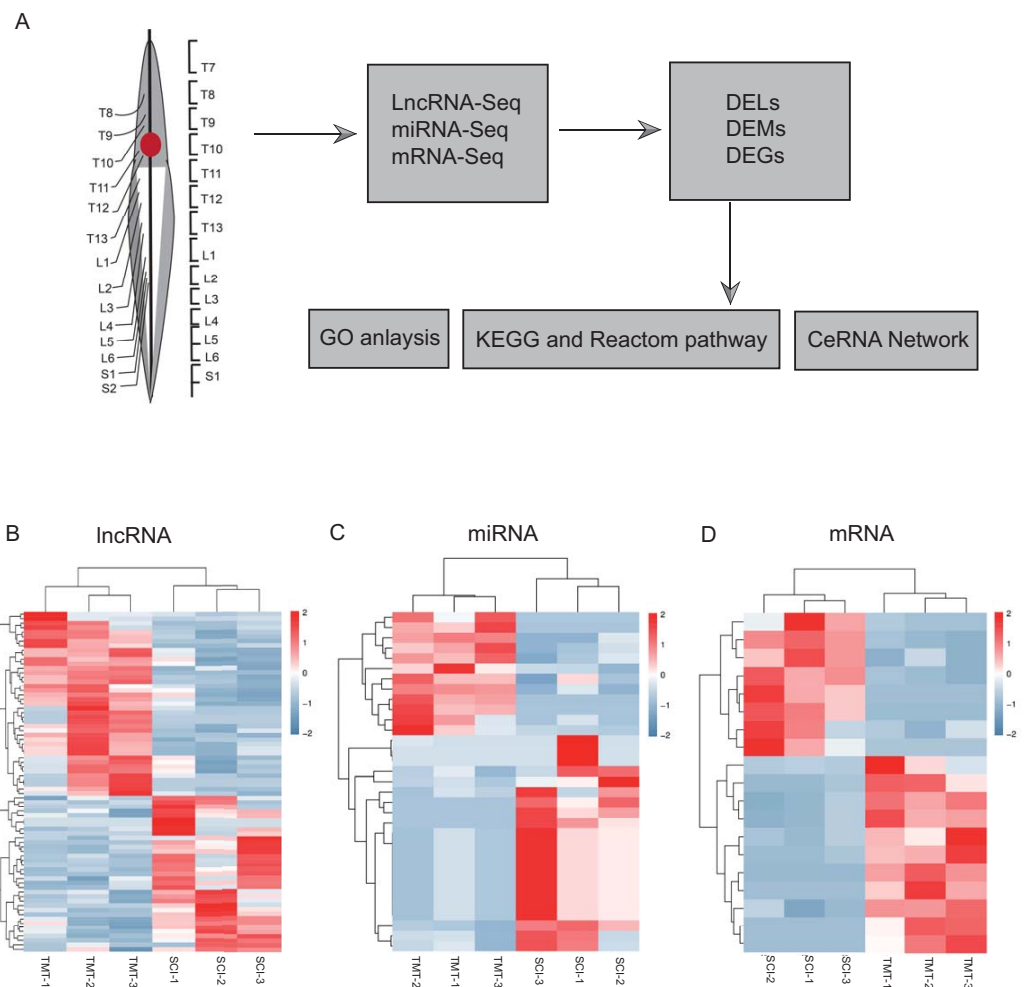 A
T8
T9
T10
T11
T12
T13
L1
L2
L3
L4
L5
L6
S1
S2
T7
T8
T9
T10
T11
T12
T13
L1
L2
L3
L4
L5
L6
S1
LncRNA-Seq
miRNA-Seq
mRNA-Seq
DELs
DEMs
DEGs
GO anlaysis
KEGG and Reactom pathway
CeRNA Network
B
lncRNA
2
1
0
−1
−2
TMT-1
TMT-2
TMT-3
SCI-1
SCI-2
SCI-3
C
miRNA
2
1
0
−1
−2
TMT-2
TMT-1
TMT-3
SCI-3
SCI-1
SCI-2
D
mRNA
2
1
0
−1
−2
SCI-2
SCI-1
SCI-3
TMT-1
TMT-2
TMT-3